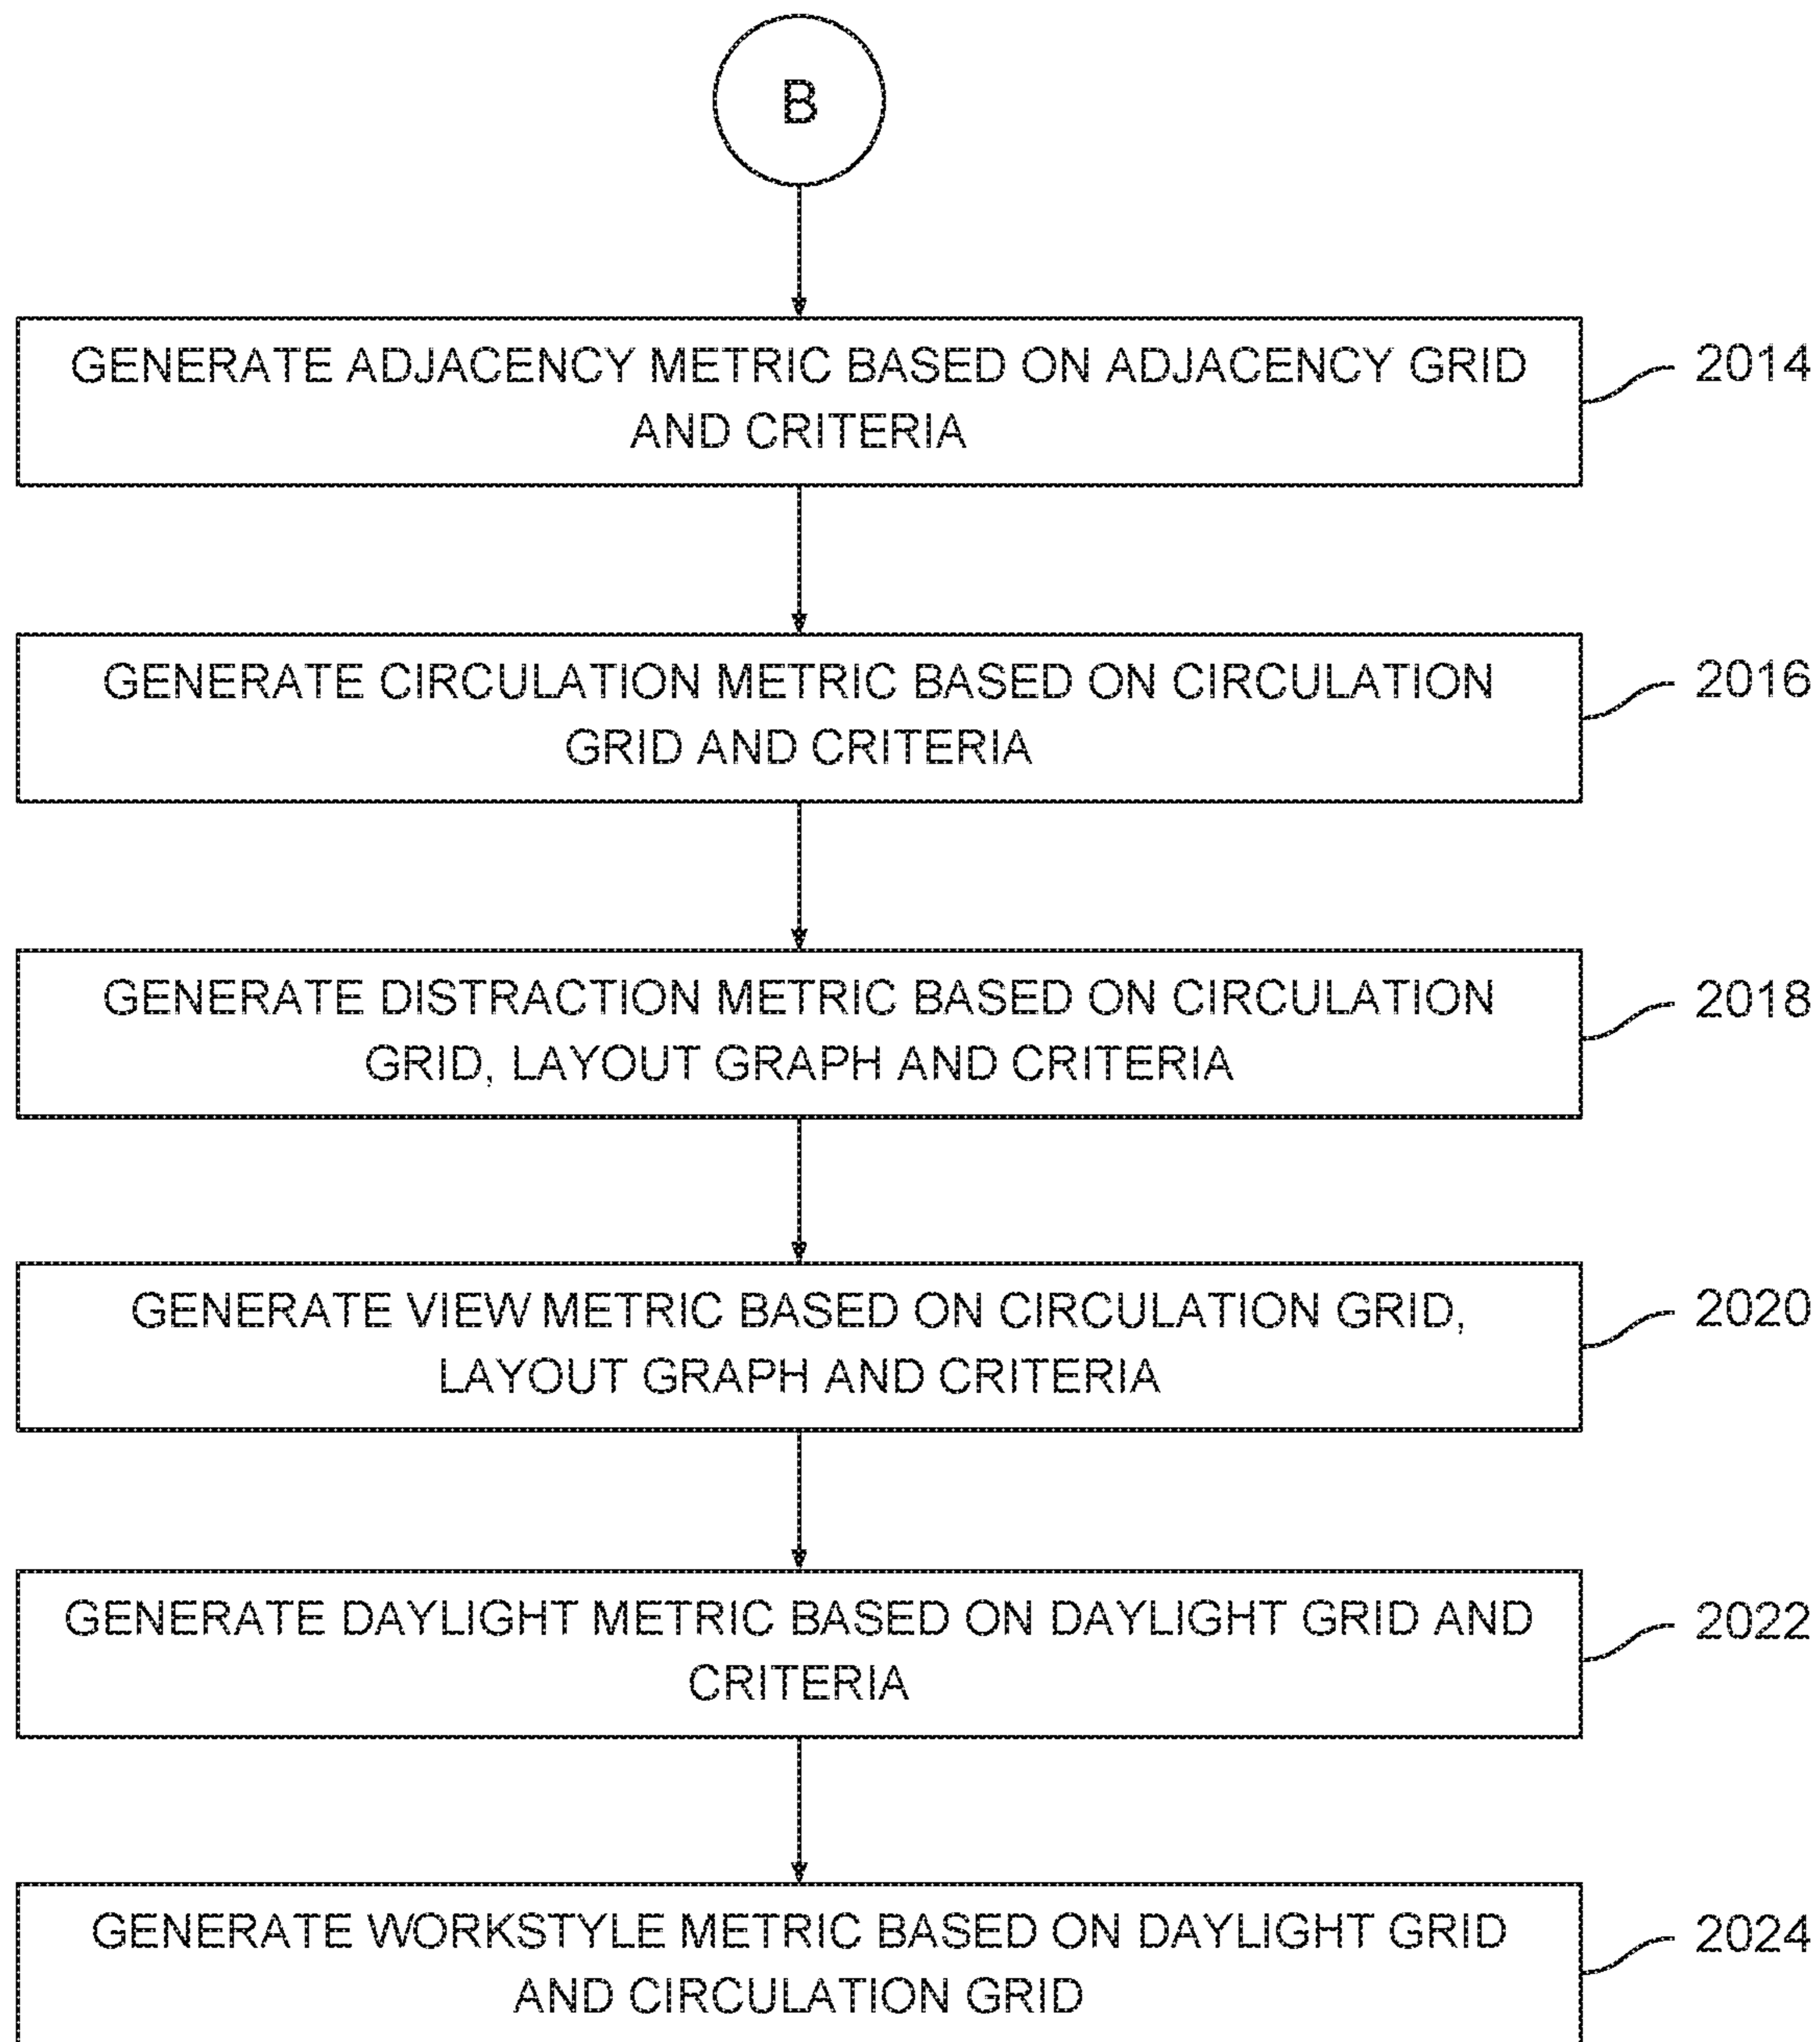 B
GENERATE ADJACENCY METRIC BASED ON ADJACENCY GRID
AND CRITERIA
2014
GENERATE CIRCULATION METRIC BASED ON CIRCULATION
GRID AND CRITERIA
2016
GENERATE DISTRACTION METRIC BASED ON CIRCULATION
GRID, LAYOUT GRAPH AND CRITERIA
2018
GENERATE VIEW METRIC BASED ON CIRCULATION GRID,
LAYOUT GRAPH AND CRITERIA
2020
GENERATE DAYLIGHT METRIC BASED ON DAYLIGHT GRID AND
CRITERIA
2022
GENERATE WORKSTYLE METRIC BASED ON DAYLIGHT GRID
AND CIRCULATION GRID
2024